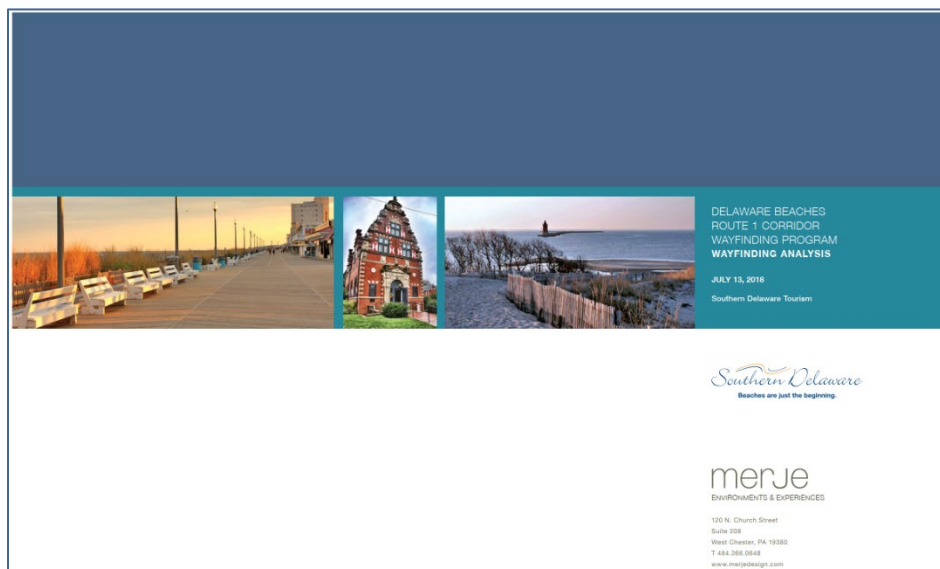 DELAWARE BEACHES
ROUTE 1 CORRIDOR
WAYFINDING PROGRAM
WAYFINDING ANALYSIS
JULY 13, 2018
Southern Delaware Tourism
Southern Delaware
Beaches are just the beginning.
merje
ENVIRONMENTS & EXPERIENCES
120 N. Church Street
Suite 208
West Chester, PA 19380
T 484.266.0648
www.merjedesign.com